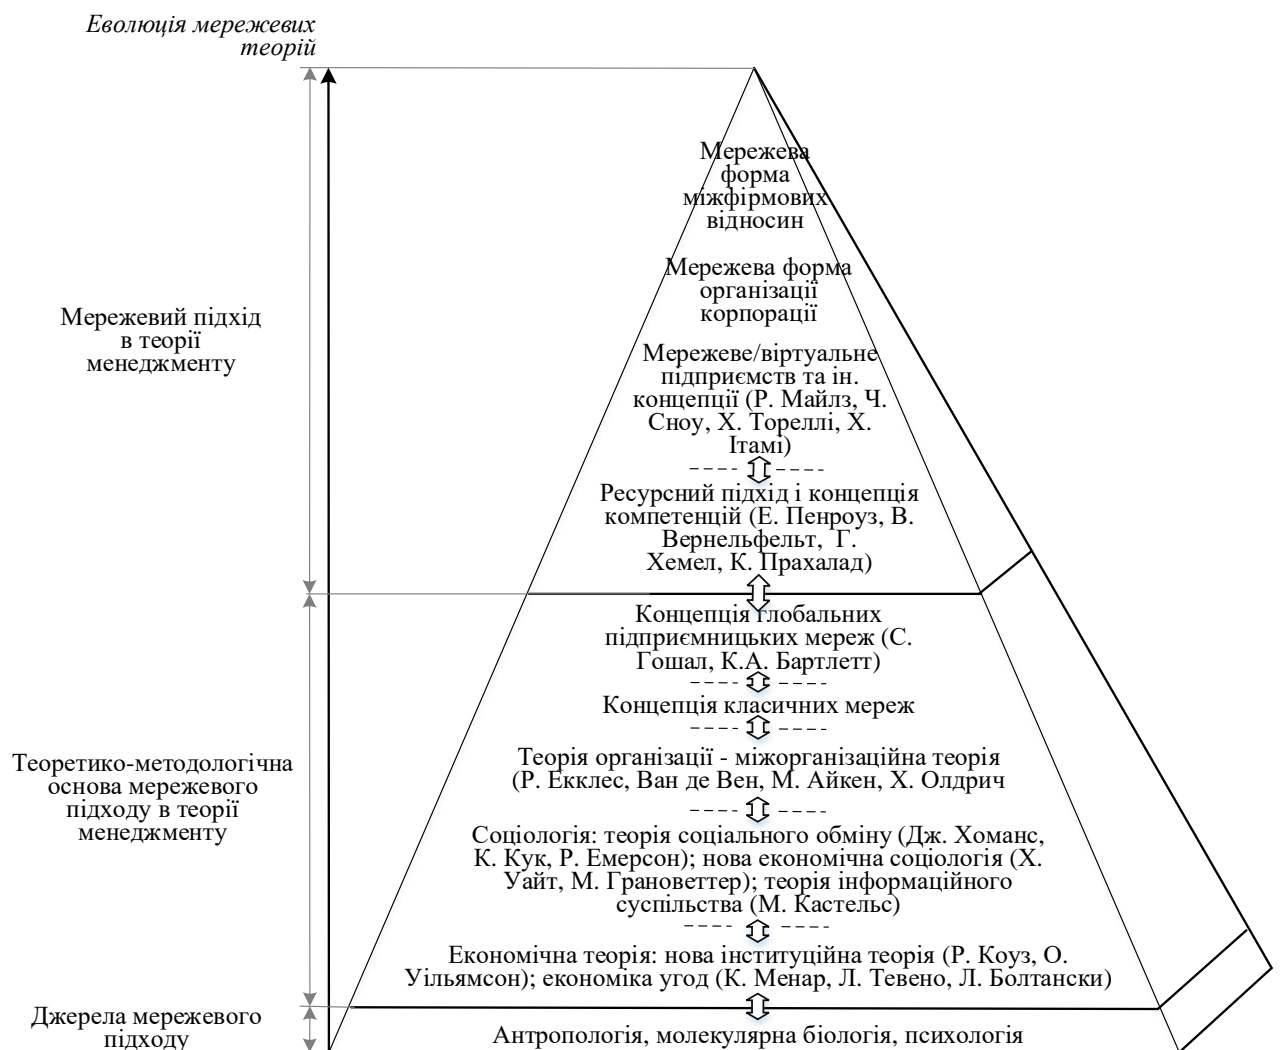 Еволюція мережевих
теорій
Мережева
форма
міжфірмових
відносин
Мережева форма
організації
корпорації
Мережевий підхід
в теорії
менеджменту
Мережеве/віртуальне
підприємств та ін.
концепції (Р. Майлз, Ч.
Сноу, Х. Тореллі, Х.
Ітамі)
Ресурсний підхід і концепція
компетенцій (Е. Пенроуз, В.
Вернельфельт, Г.
Хемел, К. Прахалад)
Концепція глобальних
підприємницьких мереж (С.
Гошал, К.А. Бартлетт)
Концепція класичних мереж
Теоретико-методологічна
основа мережевого
підходу в теорії
менеджменту
Теорія організації - міжорганізаційна теорія
(Р. Екклес, Ван де Вен, М. Айкен, Х. Олдрич
Соціологія: теорія соціального обміну (Дж. Хоманс,
К. Кук, Р. Емерсон); нова економічна соціологія (Х.
Уайт, М. Грановеттер); теорія інформаційного
суспільства (М. Кастельс)
Економічна теорія: нова інституційна теорія (Р. Коуз, О.
Уільямсон); економіка угод (К. Менар, Л. Тевено, Л. Болтански)
Джерела мережевого
підходу
Антропологія, молекулярна біологія, психологія